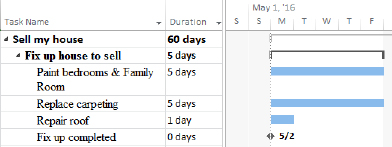 Task Name Duration May 1, '16
S S M T W T F
Sell my house 60 days
Fix up house to sell 5 days
Paint bedrooms & Family Room 5 days
Replace carpeting 5 days
Repair roof 1 day
Fix up completed 0 days 5/2